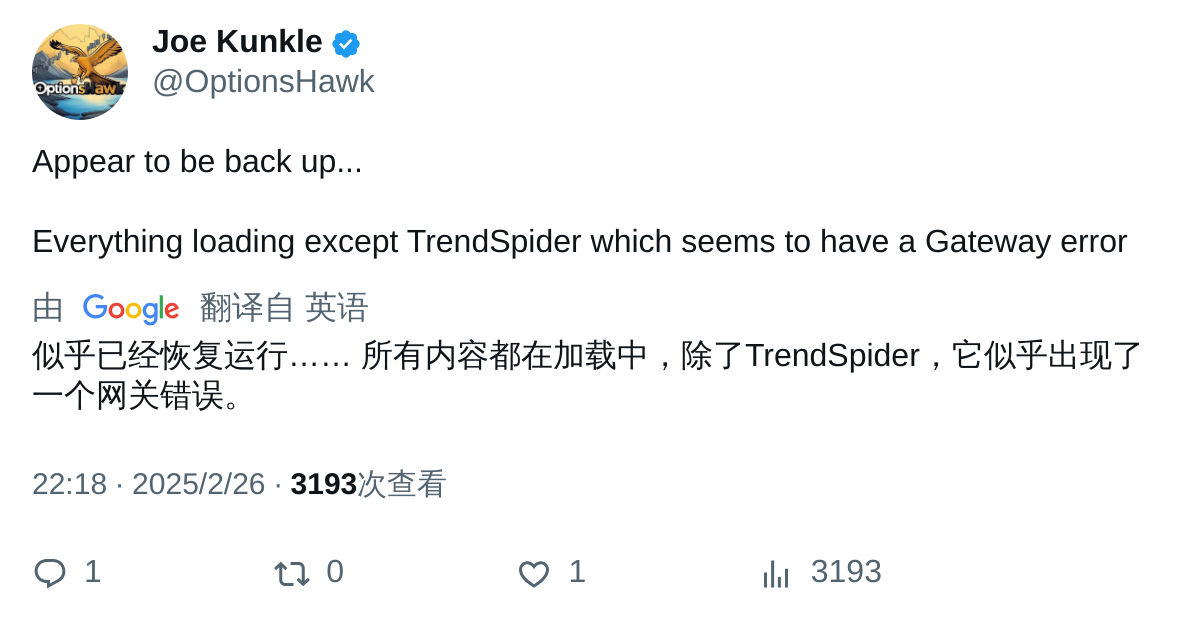 OptionsHawk
Joe Kunkle
@OptionsHawk
Appear to be back up...
Everything loading except TrendSpider which seems to have a Gateway error
由 Google 翻译自 英语
似乎已经恢复运行…… 所有内容都在加载中，除了TrendSpider，它似乎出现了
一个网关错误。
22:18 · 2025/2/26 · 3193次查看
1 0 1 3193